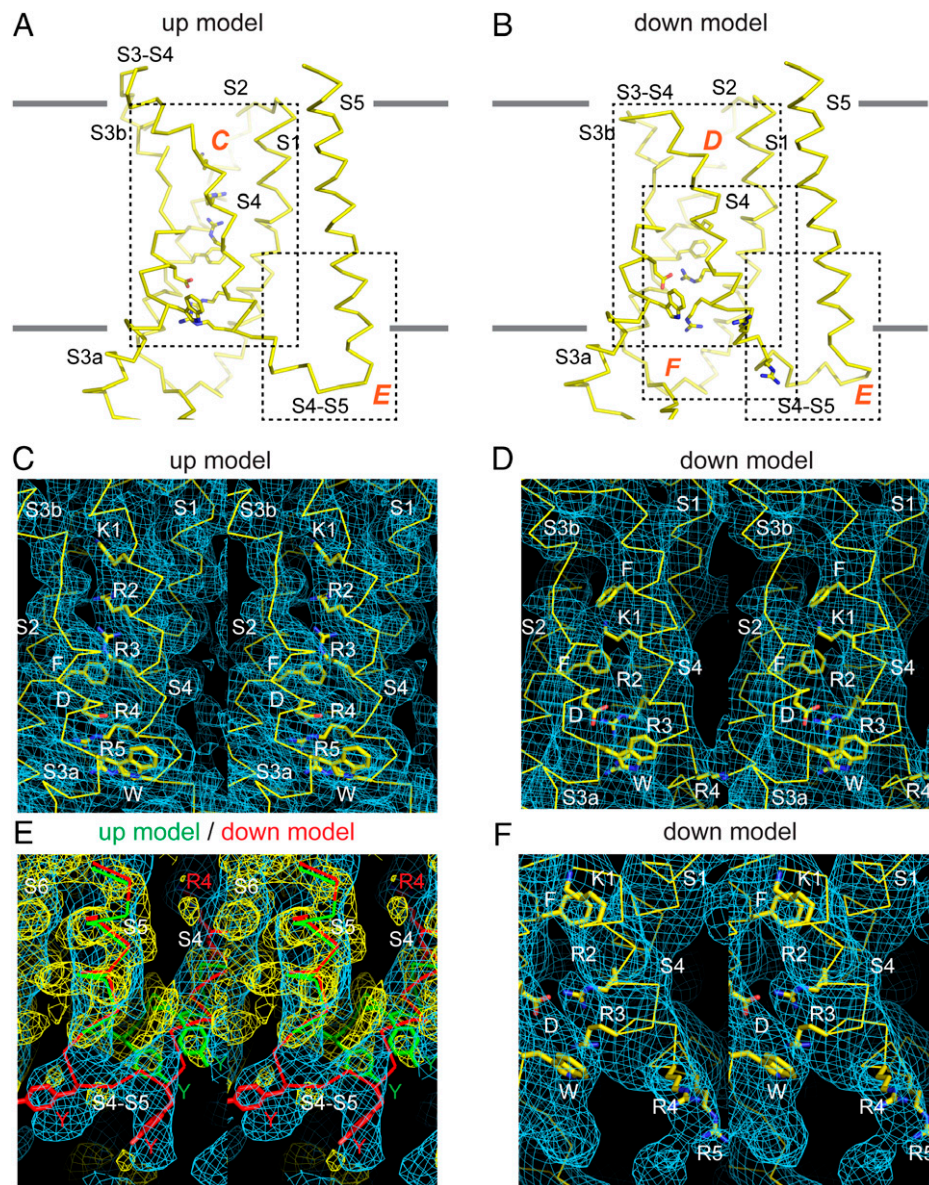 A
up model
B
down model
S3-S4
S2
S5
S3b
C
S1
S4
S3a
S4-S5
E
S3-S4
S2
S5
S3b
D
S1
S4
S3a
F
S4-S5
E
C
up model
D
down model
S3b
S1
S3b
S1
K1
K1
R2
R2
S2
S2
R3
R3
F
F
S4
S4
D
D
R4
R4
R5
R5
S3a
S3a
W
W
S3b
S1
S3b
S1
F
F
K1
K1
S2
S2
F
F
S4
S4
R2
R2
D
D
R3
R3
W
W
S3a
R4
S3a
R4
E
up model / down model
F
down model
S6
R4
S6
R4
S5
S4
S5
S4
Y
Y
Y
Y
S4-S5
S4-S5
Y
Y
Y
Y
K1
S1
K1
S1
F
F
R2
S4
R2
S4
D
R3
D
R3
W
W
R4
R4
R5
R5